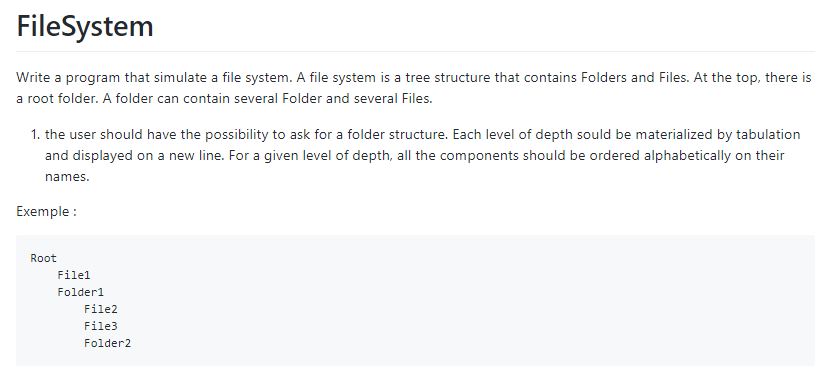 FileSystem
Write a program that simulate a file system. A file system is a tree structure that contains Folders and Files. At the top, there is
a root folder. A folder can contain several Folder and several Files.
1. the user should have the possibility to ask for a folder structure. Each level of depth sould be materialized by tabulation
and displayed on a new line. For a given level of depth, all the components should be ordered alphabetically on their
names.
Exemple :
Root
File1
Folder1
File2
File3
Folder2